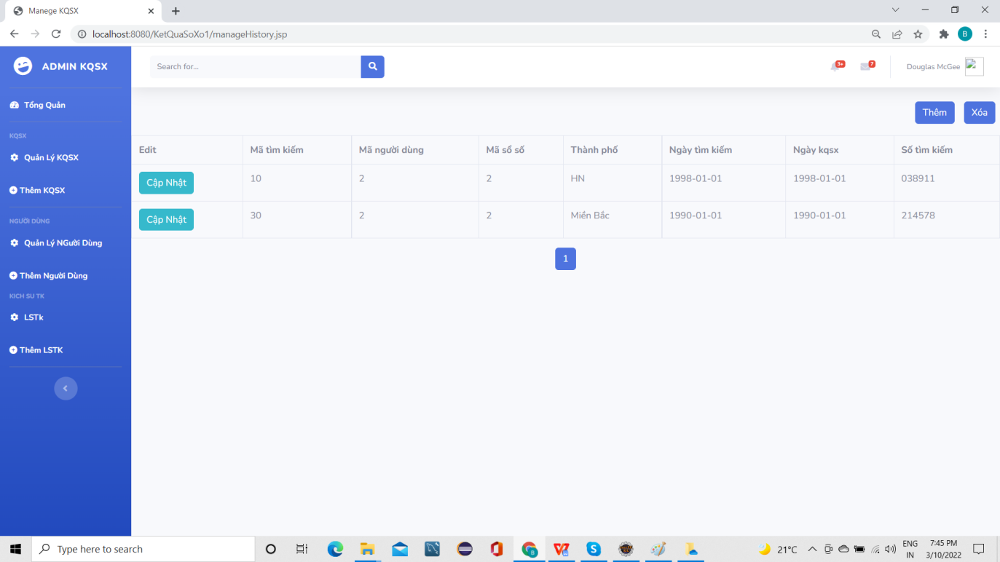 Manege KQSX
localhost:8080/KetQuaSoXo1/manageHistory.jsp
B
ADMIN KQSX
Search for...
3+
7
Douglas McGee
Tổng Quản
Thêm
Xóa
KQSX
Quản Lý KQSX
Thêm KQSX
NGƯỜI DÙNG
Quản Lý NGười Dùng
Thêm Người Dùng
KICH SU TK
LSTk
Thêm LSTK
Edit Mã tìm kiếm Mã người dùng Mã sổ số Thành phố Ngày tìm kiếm Ngày kqsx Số tìm kiếm
Cập Nhật 10 2 2 HN 1998-01-01 1998-01-01 038911
Cập Nhật 30 2 2 Miền Bắc 1990-01-01 1990-01-01 214578
1
Type here to search
21°C
ENG
IN
7:45 PM
3/10/2022